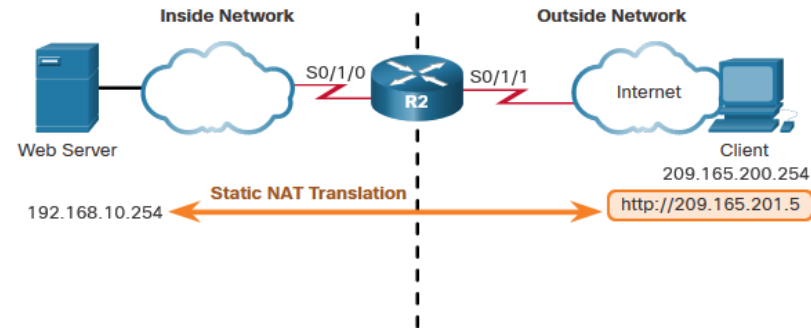 Inside Network
Outside Network
S0/1/0
S0/1/1
R2
Internet
Web Server
Client
209.165.200.254
Static NAT Translation
192.168.10.254
http://209.165.201.5